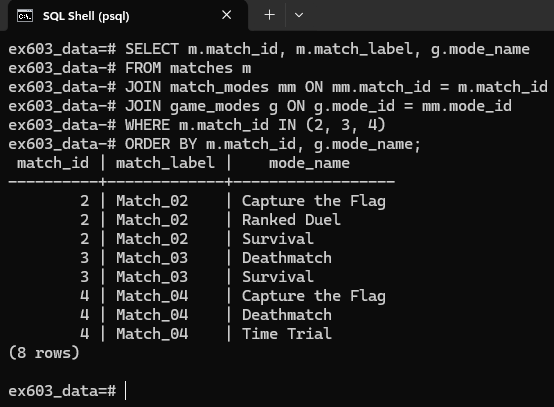 SQL Shell (psql)
ex603_data=# SELECT m.match_id, m.match_label, g.mode_name
ex603_data-# FROM matches m
ex603_data-# JOIN match_modes mm ON mm.match_id = m.match_id
ex603_data-# JOIN game_modes g ON g.mode_id = mm.mode_id
ex603_data-# WHERE m.match_id IN (2, 3, 4)
ex603_data-# ORDER BY m.match_id, g.mode_name;
 match_id | match_label |    mode_name
----------+-------------+------------------
        2 | Match_02    | Capture the Flag
        2 | Match_02    | Ranked Duel
        2 | Match_02    | Survival
        3 | Match_03    | Deathmatch
        3 | Match_03    | Survival
        4 | Match_04    | Capture the Flag
        4 | Match_04    | Deathmatch
        4 | Match_04    | Time Trial
(8 rows)
ex603_data=#